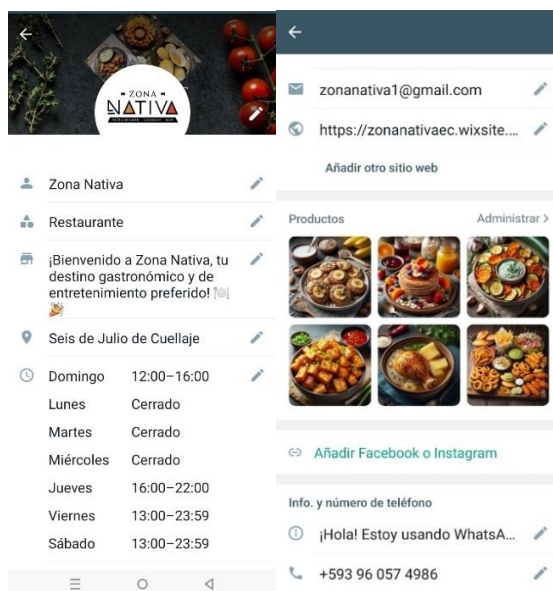 ZONA
NATIVA
Zona Nativa
Restaurante
¡Bienvenido a Zona Nativa, tu
destino gastronómico y de
entretenimiento preferido! 🍽️
🎉
Seis de Julio de Cuellaje
Domingo 12:00–16:00
Lunes Cerrado
Martes Cerrado
Miércoles Cerrado
Jueves 16:00–22:00
Viernes 13:00–23:59
Sábado 13:00–23:59
zonanativa1@gmail.com
https://zonanativaec.wixsite....
Añadir otro sitio web
Productos Administrar >
Añadir Facebook o Instagram
Info. y número de teléfono
¡Hola! Estoy usando WhatsA...
+593 96 057 4986